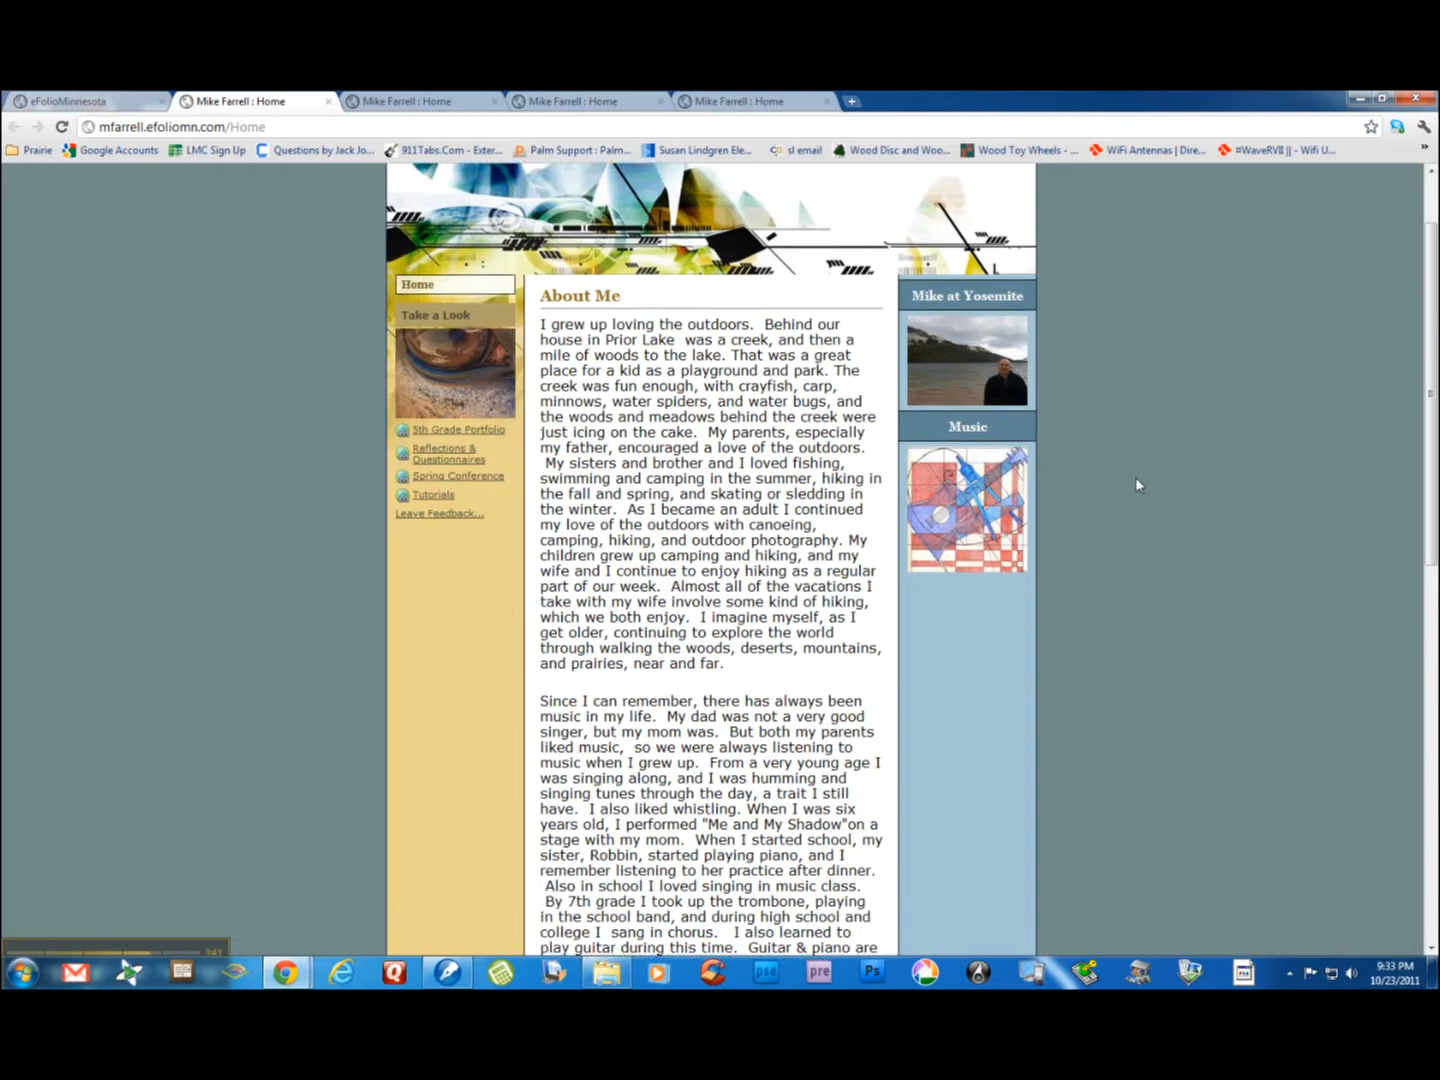 eFolioMinnesota
Mike Farrell : Home
Mike Farrell : Home
Mike Farrell : Home
Mike Farrell : Home
mfarrell.efoliomn.com/Home
Prairie
Google Accounts
LMC Sign Up
Questions by Jack Jo...
911Tabs.Com - Exter...
Palm Support : Palm...
Susan Lindgren Ele...
sl email
Wood Disc and Woo...
Wood Toy Wheels - ...
WiFi Antennas | Dire...
¤WaveRVII || - Wifi U...
Home
Take a Look
5th Grade Portfolio
Reflections &
Questionnaires
Spring Conference
Tutorials
Leave Feedback...
About Me
I grew up loving the outdoors. Behind our
house in Prior Lake was a creek, and then a
mile of woods to the lake. That was a great
place for a kid as a playground and park. The
creek was fun enough, with crayfish, carp,
minnows, water spiders, and water bugs, and
the woods and meadows behind the creek were
just icing on the cake. My parents, especially
my father, encouraged a love of the outdoors.
My sisters and brother and I loved fishing,
swimming and camping in the summer, hiking in
the fall and spring, and skating or sledding in
the winter. As I became an adult I continued
my love of the outdoors with canoeing,
camping, hiking, and outdoor photography. My
children grew up camping and hiking, and my
wife and I continue to enjoy hiking as a regular
part of our week. Almost all of the vacations I
take with my wife involve some kind of hiking,
which we both enjoy. I imagine myself, as I
get older, continuing to explore the world
through walking the woods, deserts, mountains,
and prairies, near and far.
Since I can remember, there has always been
music in my life. My dad was not a very good
singer, but my mom was. But both my parents
liked music, so we were always listening to
music when I grew up. From a very young age I
was singing along, and I was humming and
singing tunes through the day, a trait I still
have. I also liked whistling. When I was six
years old, I performed "Me and My Shadow"on a
stage with my mom. When I started school, my
sister, Robbin, started playing piano, and I
remember listening to her practice after dinner.
Also in school I loved singing in music class.
By 7th grade I took up the trombone, playing
in the school band, and during high school and
college I sang in chorus. I also learned to
play guitar during this time. Guitar & piano are
Mike at Yosemite
Music
3:41
pse
pre
Ps
9:33 PM
10/23/2011